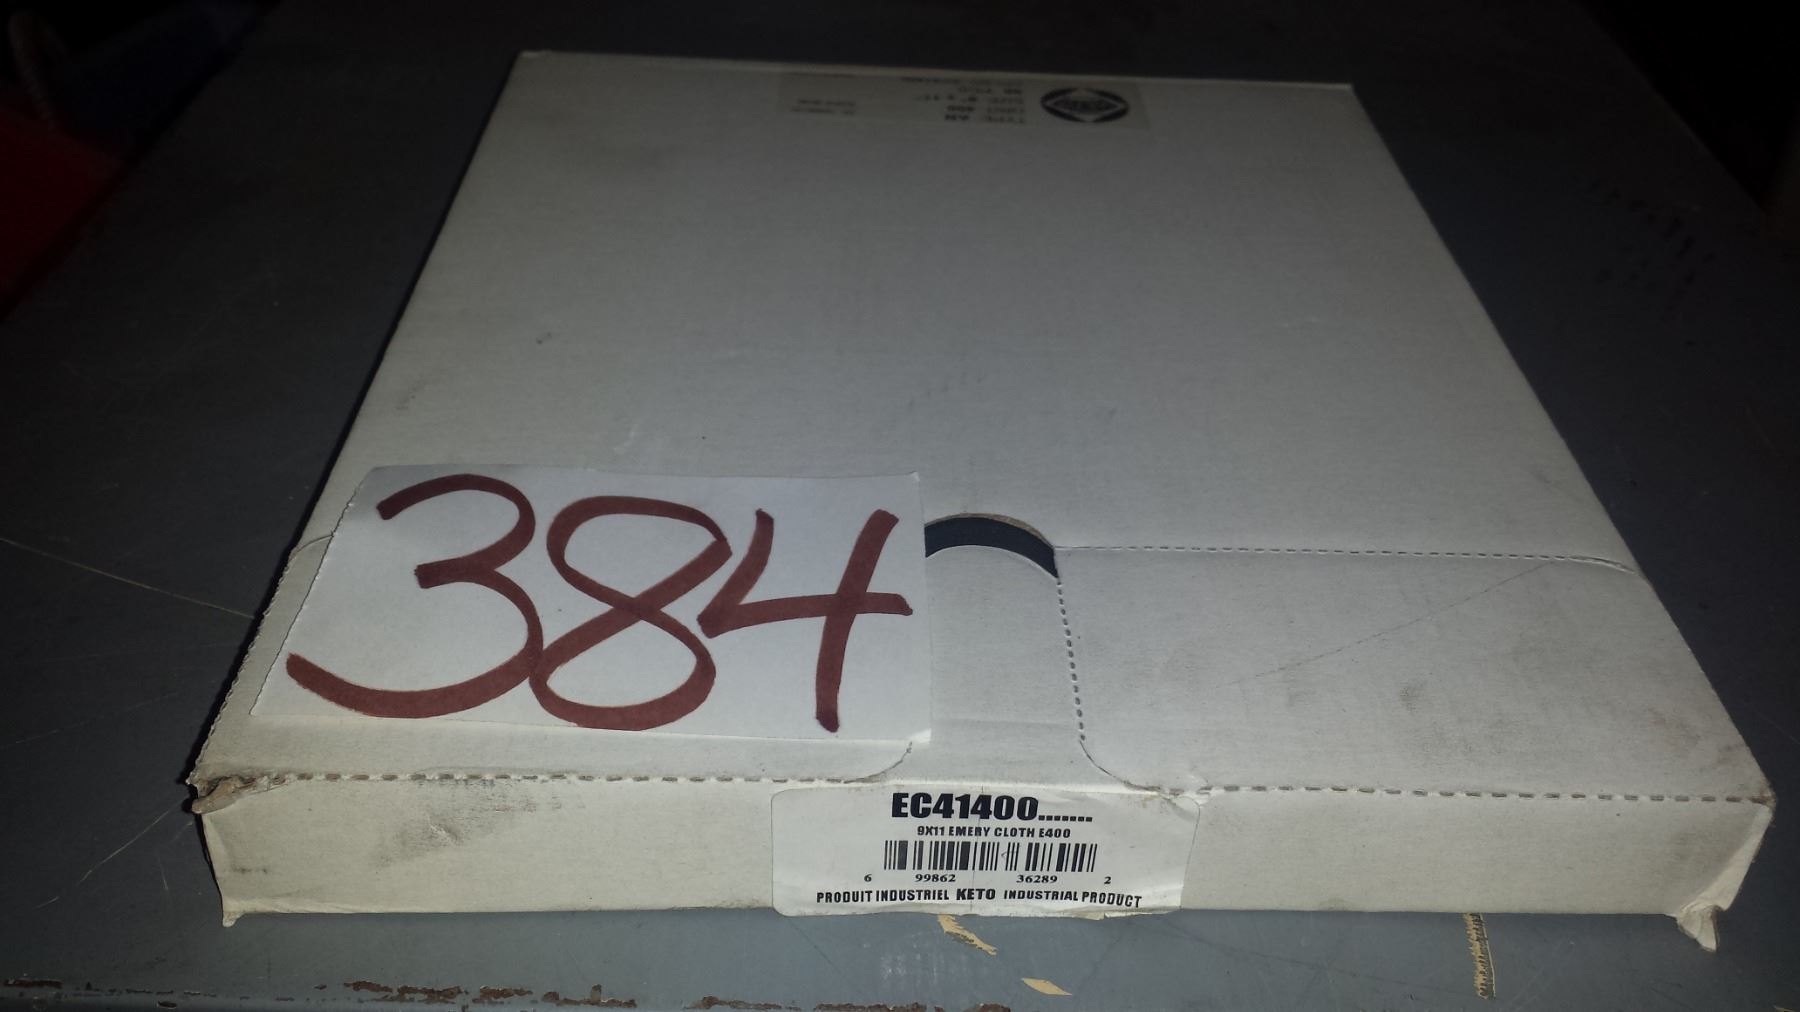 384
EC41400.......
9X11 EMERY CLOTH E400
6 99862 36289 2
PRODUIT INDUSTRIEL KETO INDUSTRIAL PRODUCT